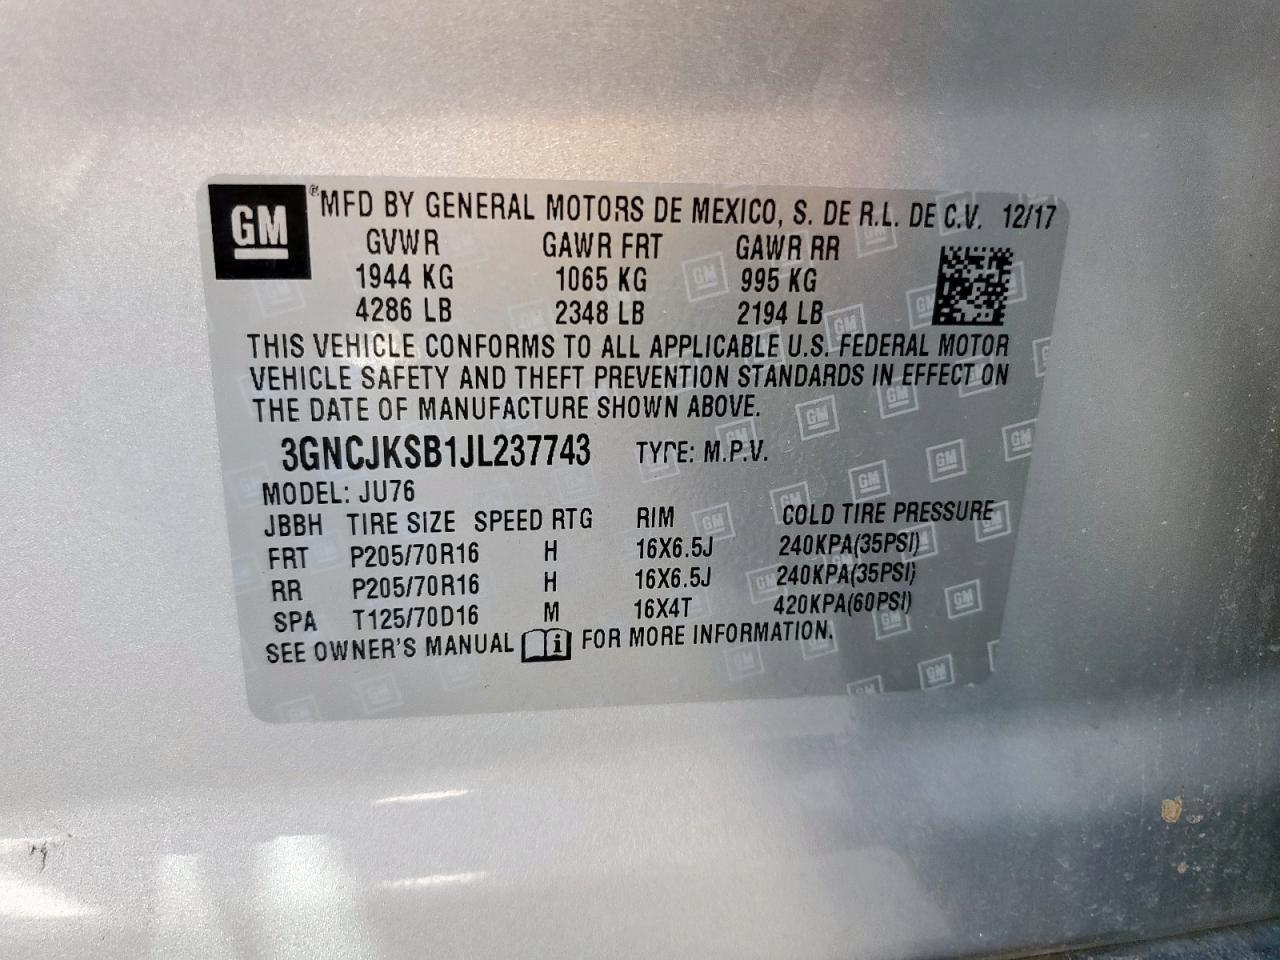 GM ® MFD BY GENERAL MOTORS DE MEXICO, S. DE R.L. DE C.V. 12/17
GVWR GAWR FRT GAWR RR
1944 KG 1065 KG 995 KG
4286 LB 2348 LB 2194 LB
THIS VEHICLE CONFORMS TO ALL APPLICABLE U.S. FEDERAL MOTOR
VEHICLE SAFETY AND THEFT PREVENTION STANDARDS IN EFFECT ON
THE DATE OF MANUFACTURE SHOWN ABOVE.
3GNCJKSB1JL237743 TYPE: M.P.V.
MODEL: JU76
JBBH TIRE SIZE SPEED RTG RIM COLD TIRE PRESSURE
FRT P205/70R16 H 16X6.5J 240KPA(35PSI)
RR P205/70R16 H 16X6.5J 240KPA(35PSI)
SPA T125/70D16 M 16X4T 420KPA(60PSI)
SEE OWNER'S MANUAL i FOR MORE INFORMATION.